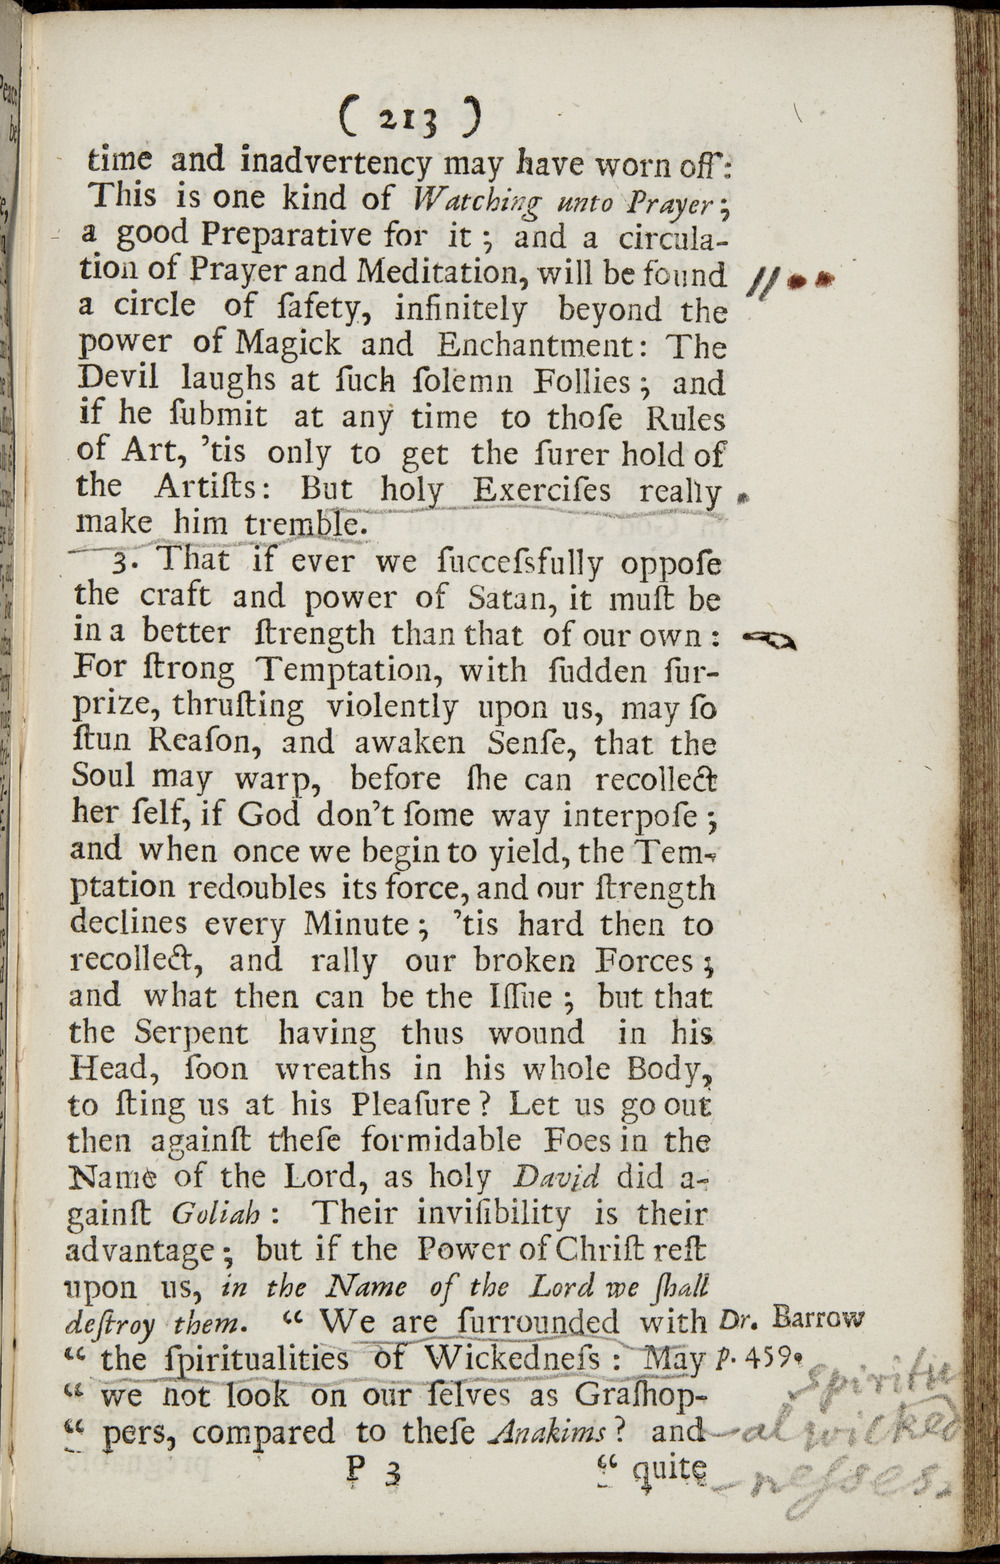 ( 213 )
time and inadvertency may have worn off:
This is one kind of Watching unto Prayer;
a good Preparative for it ; and a circula-
tion of Prayer and Meditation, will be found
a circle of ſafety, infinitely beyond the
power of Magick and Enchantment: The
Devil laughs at ſuch ſolemn Follies ; and
if he ſubmit at any time to thoſe Rules
of Art, ’tis only to get the ſurer hold of
the Artiſts: But holy Exerciſes really
make him tremble.
3. That if ever we ſucceſsfully oppoſe
the craft and power of Satan, it muſt be
in a better ſtrength than that of our own :
For ſtrong Temptation, with ſudden ſur-
prize, thruſting violently upon us, may ſo
ſtun Reaſon, and awaken Senſe, that the
Soul may warp, before ſhe can recollect
her ſelf, if God don’t ſome way interpoſe ;
and when once we begin to yield, the Tem-
ptation redoubles its force, and our ſtrength
declines every Minute ; ’tis hard then to
recollect, and rally our broken Forces ;
and what then can be the Iſſue ; but that
the Serpent having thus wound in his
Head, ſoon wreaths in his whole Body,
to ſting us at his Pleaſure ? Let us go out
then againſt theſe formidable Foes in the
Name of the Lord, as holy David did a-
gainſt Goliah : Their inviſibility is their
advantage ; but if the Power of Chriſt reſt
upon us, in the Name of the Lord we ſhall
deſtroy them. “ We are ſurrounded with
“ the ſpiritualities of Wickedneſs : May
“ we not look on our ſelves as Graſhop-
“ pers, compared to theſe Anakims ? and
P 3
“ quite
Dr. Barrow
p. 459.
spiritu
-al wicked
-neſses.